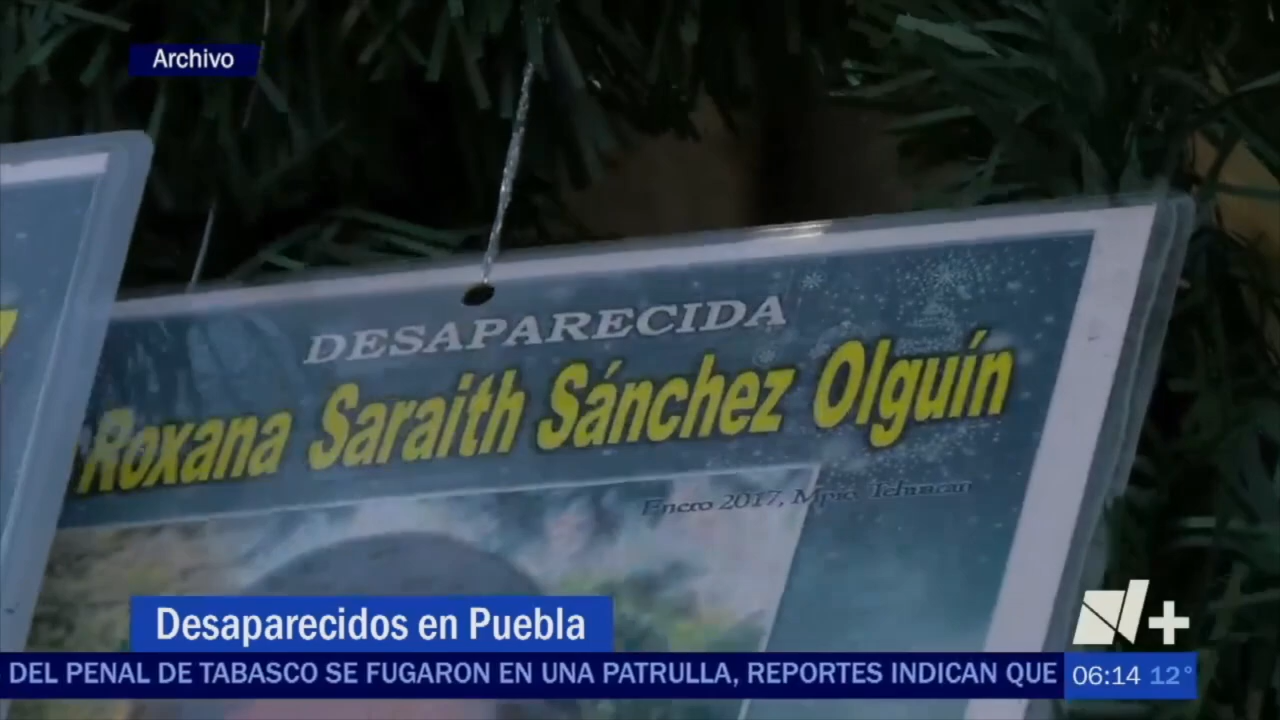 Archivo
DESAPARECIDA
Roxana Saraith Sánchez Olguín
Enero 2017, Mpio. Tehuacan
Desaparecidos en Puebla
N+
DEL PENAL DE TABASCO SE FUGARON EN UNA PATRULLA, REPORTES INDICAN QUE
06:14 12°